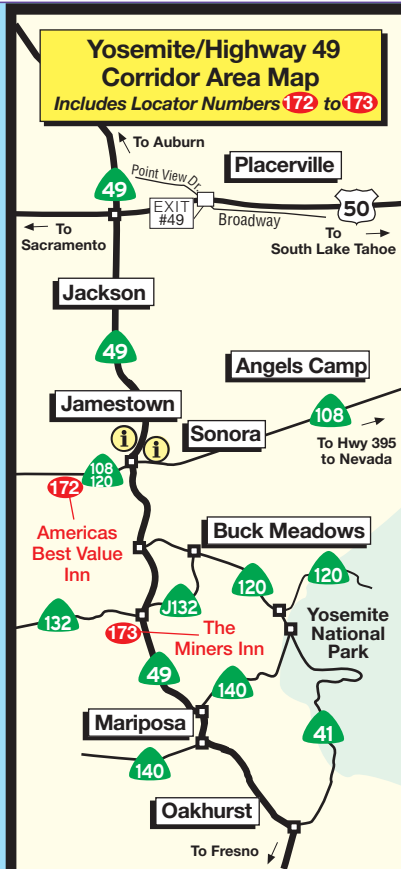 Yosemite/Highway 49
Corridor Area Map
Includes Locator Numbers 172 to 173
To Auburn
Point View Dr.
Placerville
49
EXIT
#49
Broadway
50
To
Sacramento
To
South Lake Tahoe
Jackson
49
Angels Camp
Jamestown
108
i
i
Sonora
To Hwy 395
to Nevada
108
120
172
Americas
Best Value
Inn
Buck Meadows
120
120
J132
132
Yosemite
National
Park
173
The
Miners Inn
49
140
Mariposa
41
140
Oakhurst
To Fresno